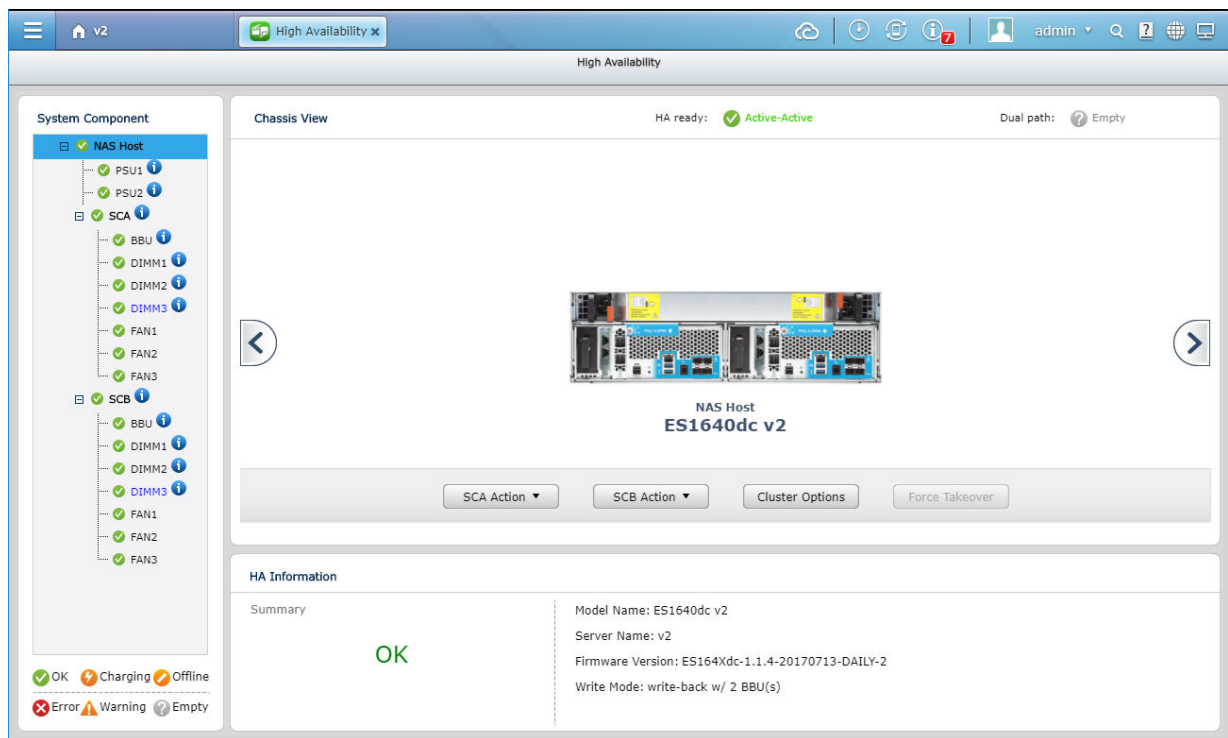 v2
High Availability
7
admin
?
High Availability
System Component
NAS Host
PSU1
PSU2
SCA
BBU
DIMM1
DIMM2
DIMM3
FAN1
FAN2
FAN3
SCB
BBU
DIMM1
DIMM2
DIMM3
FAN1
FAN2
FAN3
OK Charging Offline
Error Warning Empty
Chassis View
HA ready: Active-Active
Dual path: Empty
NAS Host
ES1640dc v2
SCA Action SCB Action Cluster Options Force Takeover
HA Information
Summary
OK
Model Name: ES1640dc v2
Server Name: v2
Firmware Version: ES164Xdc-1.1.4-20170713-DAILY-2
Write Mode: write-back w/ 2 BBU(s)